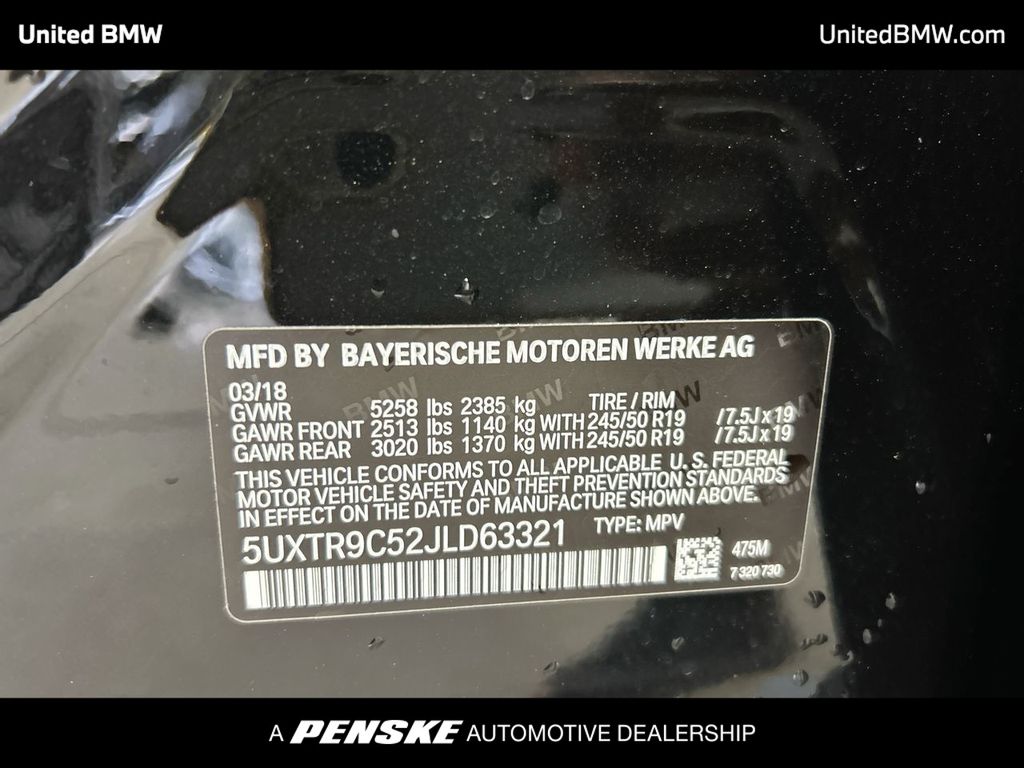 United BMW
UnitedBMW.com
MFD BY BAYERISCHE MOTOREN WERKE AG
03/18
GVWR 5258 lbs 2385 kg TIRE / RIM
GAWR FRONT 2513 lbs 1140 kg WITH 245/50 R19 /7.5J x 19
GAWR REAR 3020 lbs 1370 kg WITH 245/50 R19 /7.5J x 19
THIS VEHICLE CONFORMS TO ALL APPLICABLE U. S. FEDERAL
MOTOR VEHICLE SAFETY AND THEFT PREVENTION STANDARDS
IN EFFECT ON THE DATE OF MANUFACTURE SHOWN ABOVE.
5UXTR9C52JLD63321 TYPE: MPV
475M
7 320 730
A PENSKE AUTOMOTIVE DEALERSHIP